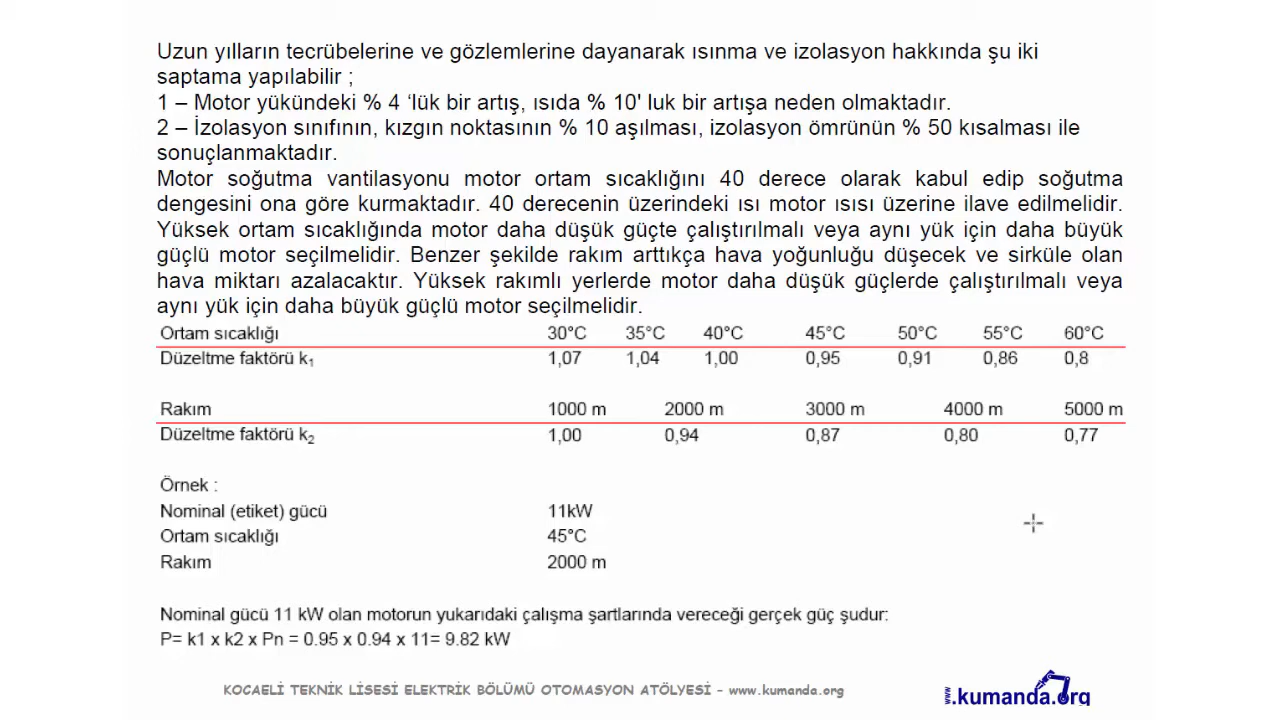 Uzun yılların tecrübelerine ve gözlemlerine dayanarak ısınma ve izolasyon hakkında şu iki
saptama yapılabilir ;
1 – Motor yükündeki % 4 ‘lük bir artış, ısıda % 10' luk bir artışa neden olmaktadır.
2 – İzolasyon sınıfının, kızgın noktasının % 10 aşılması, izolasyon ömrünün % 50 kısalması ile
sonuçlanmaktadır.
Motor soğutma vantilasyonu motor ortam sıcaklığını 40 derece olarak kabul edip soğutma
dengesini ona göre kurmaktadır. 40 derecenin üzerindeki ısı motor ısısı üzerine ilave edilmelidir.
Yüksek ortam sıcaklığında motor daha düşük güçte çalıştırılmalı veya aynı yük için daha büyük
güçlü motor seçilmelidir. Benzer şekilde rakım arttıkça hava yoğunluğu düşecek ve sirküle olan
hava miktarı azalacaktır. Yüksek rakımlı yerlerde motor daha düşük güçlerde çalıştırılmalı veya
aynı yük için daha büyük güçlü motor seçilmelidir.
Ortam sıcaklığı 30°C 35°C 40°C 45°C 50°C 55°C 60°C
Düzeltme faktörü k1 1,07 1,04 1,00 0,95 0,91 0,86 0,8
Rakım 1000 m 2000 m 3000 m 4000 m 5000 m
Düzeltme faktörü k2 1,00 0,94 0,87 0,80 0,77
Örnek :
Nominal (etiket) gücü 11kW
Ortam sıcaklığı 45°C
Rakım 2000 m
Nominal gücü 11 kW olan motorun yukarıdaki çalışma şartlarında vereceği gerçek güç şudur:
P= k1 x k2 x Pn = 0.95 x 0.94 x 11= 9.82 kW
KOCAELİ TEKNİK LİSESİ ELEKTRİK BÖLÜMÜ OTOMASYON ATÖLYESİ – www.kumanda.org
www.kumanda.org